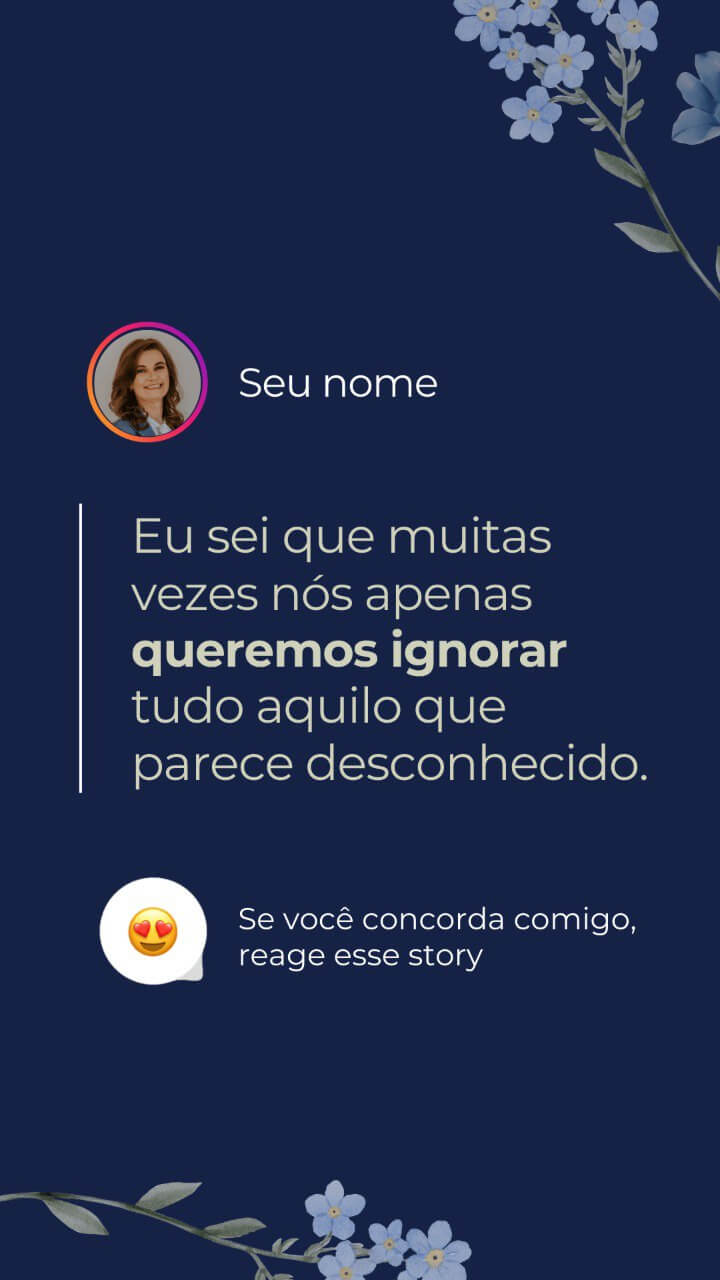 Seu nome
Eu sei que muitas
vezes nós apenas
queremos ignorar
tudo aquilo que
parece desconhecido.
Se você concorda comigo,
reage esse story